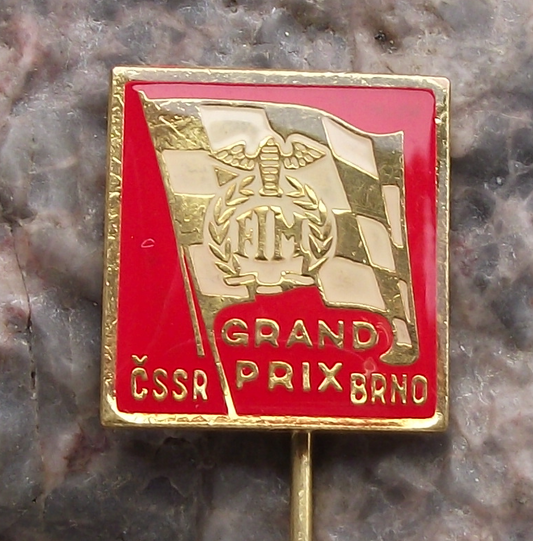 FIM
GRAND
PRIX
ČSSR
BRNO